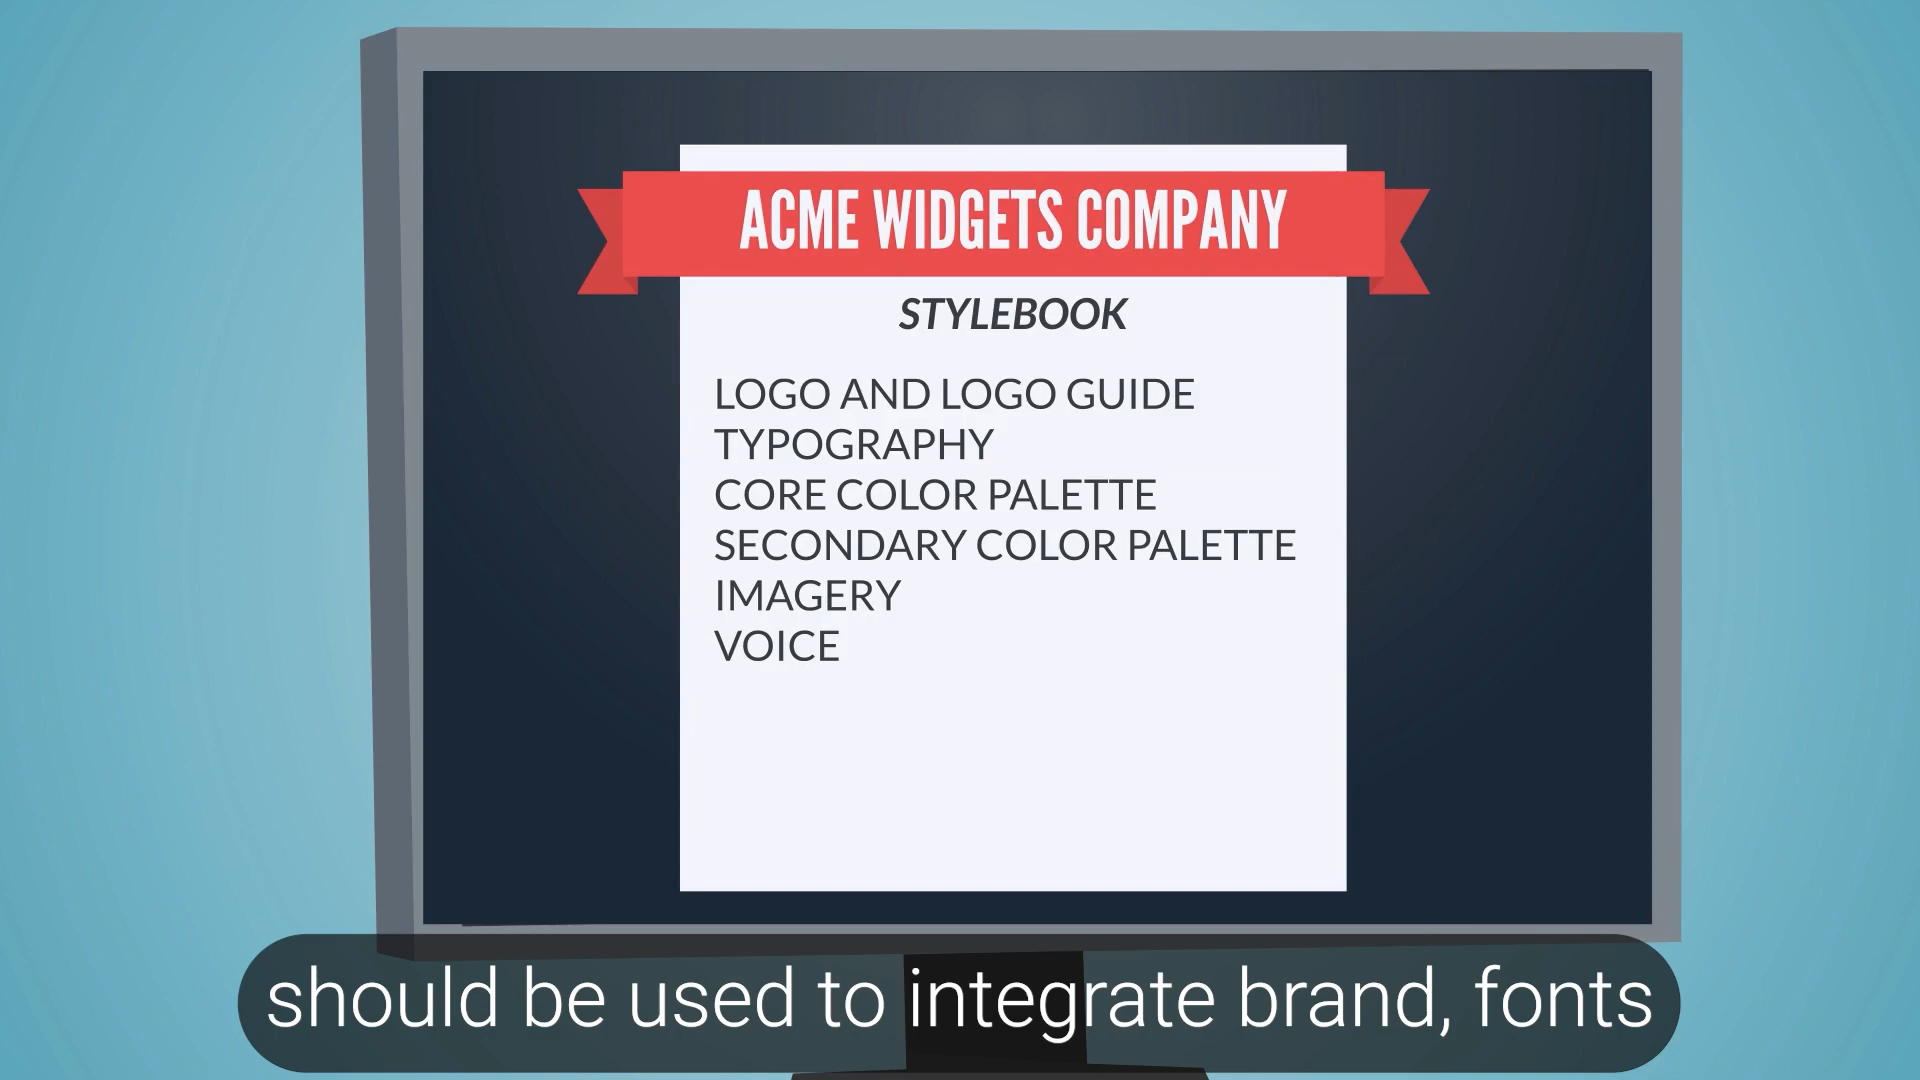 ACME WIDGETS COMPANY
STYLEBOOK
LOGO AND LOGO GUIDE
TYPOGRAPHY
CORE COLOR PALETTE
SECONDARY COLOR PALETTE
IMAGERY
VOICE
should be used to integrate brand, fonts